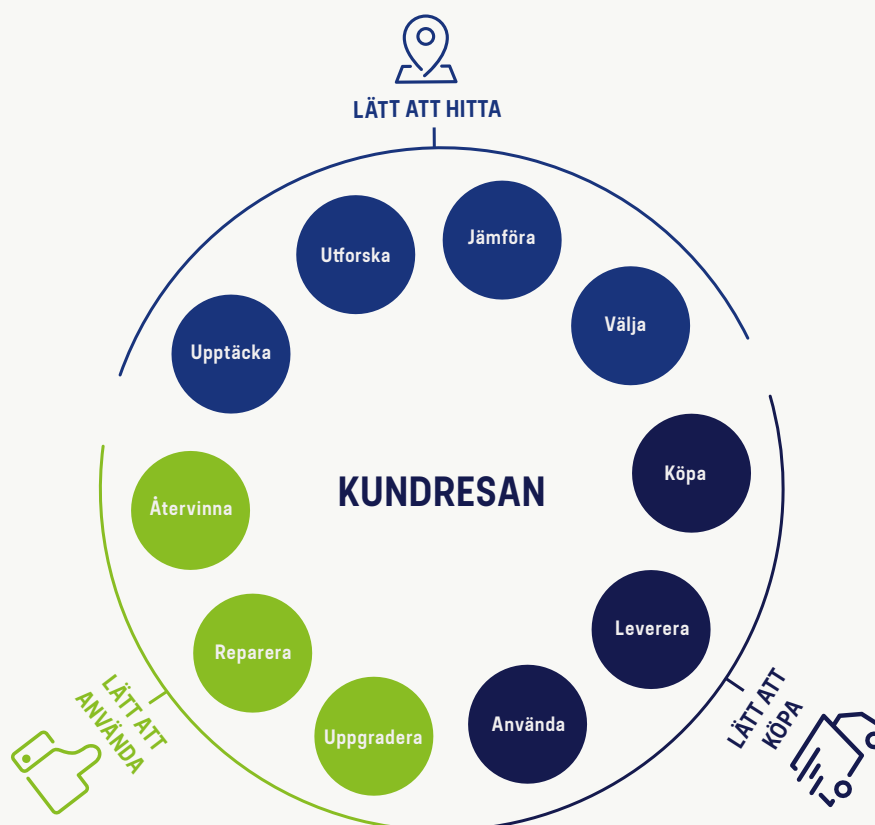 LÄTT ATT HITTA
Utforska
Jämföra
Upptäcka
Välja
Återvinna
KUNDRESAN
Köpa
Reparera
Leverera
Uppgradera
Använda
LÄTT ATT
ANVÄNDA
LÄTT ATT
KÖPA